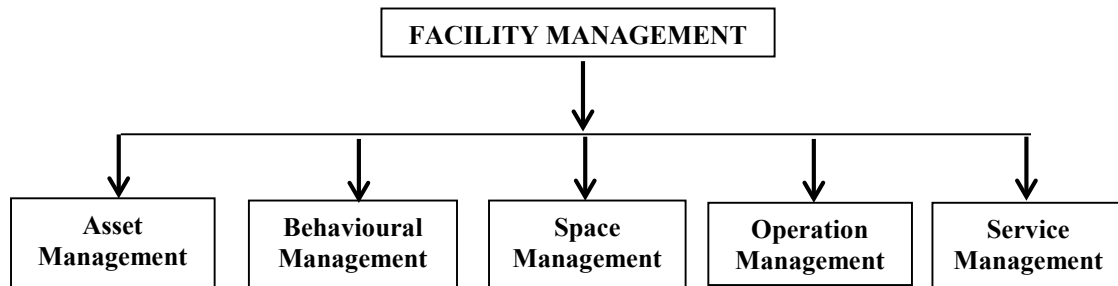 FACILITY MANAGEMENT
Asset
Management
Behavioural
Management
Space
Management
Operation
Management
Service
Management